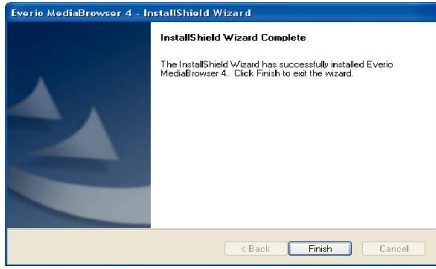 Everio MediaBrowser 4 - InstallShield Wizard
InstallShield Wizard Complete
The InstallShield Wizard has successfully installed Everio
MediaBrowser 4. Click Finish to exit the wizard.
< Back
Finish
Cancel